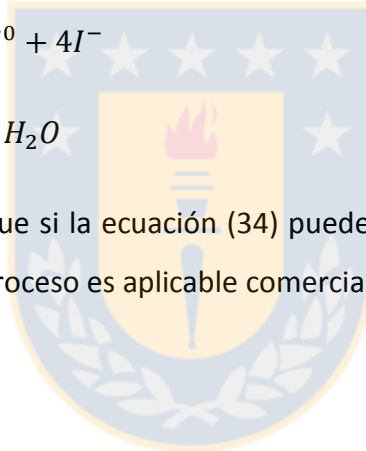 ⁰ + 4I⁻
H₂O
ue si la ecuación (34) puede
roceso es aplicable comercia